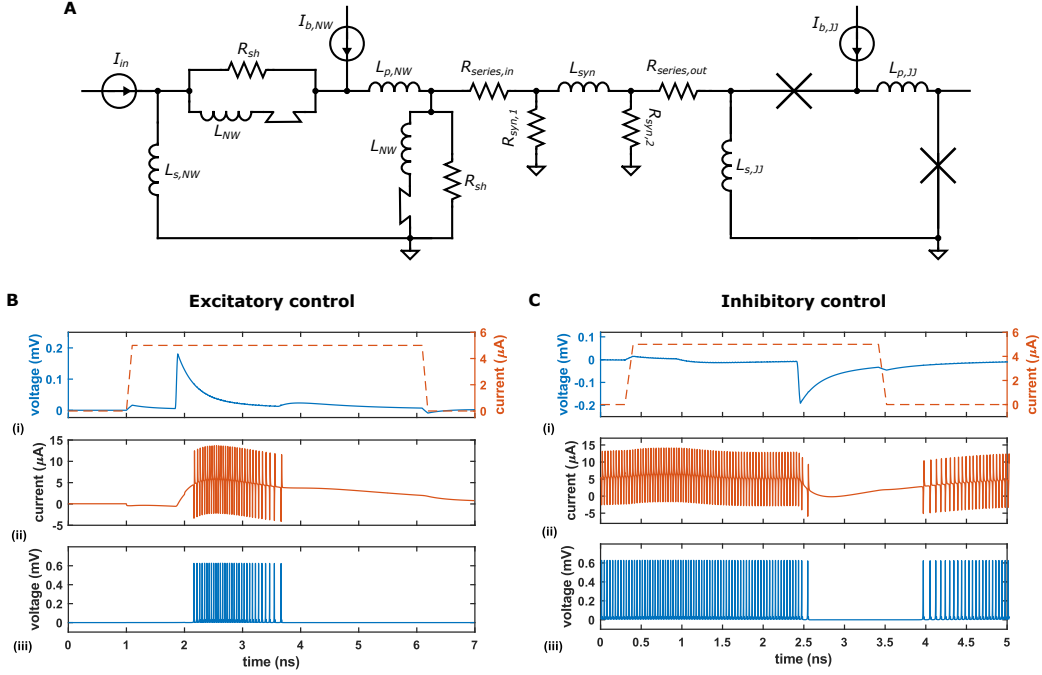 A
I_in
R_sh
L_NW
L_s,NW
I_b,NW
L_p,NW
L_NW
R_sh
R_series,in
R_syn,1
L_syn
R_syn,2
R_series,out
L_s,JJ
I_b,JJ
L_p,JJ
B
Excitatory control
voltage (mV)
0.2
0.1
0
6
4
2
0
current (μA)
(i)
current (μA)
15
10
5
0
-5
(ii)
voltage (mV)
0.6
0.4
0.2
0
(iii)
0 1 2 3 4 5 6 7
time (ns)
C
Inhibitory control
voltage (mV)
0.1
0
-0.1
-0.2
6
4
2
0
current (μA)
(i)
current (μA)
15
10
5
0
-5
(ii)
voltage (mV)
0.6
0.4
0.2
0
(iii)
0 0.5 1 1.5 2 2.5 3 3.5 4 4.5 5
time (ns)